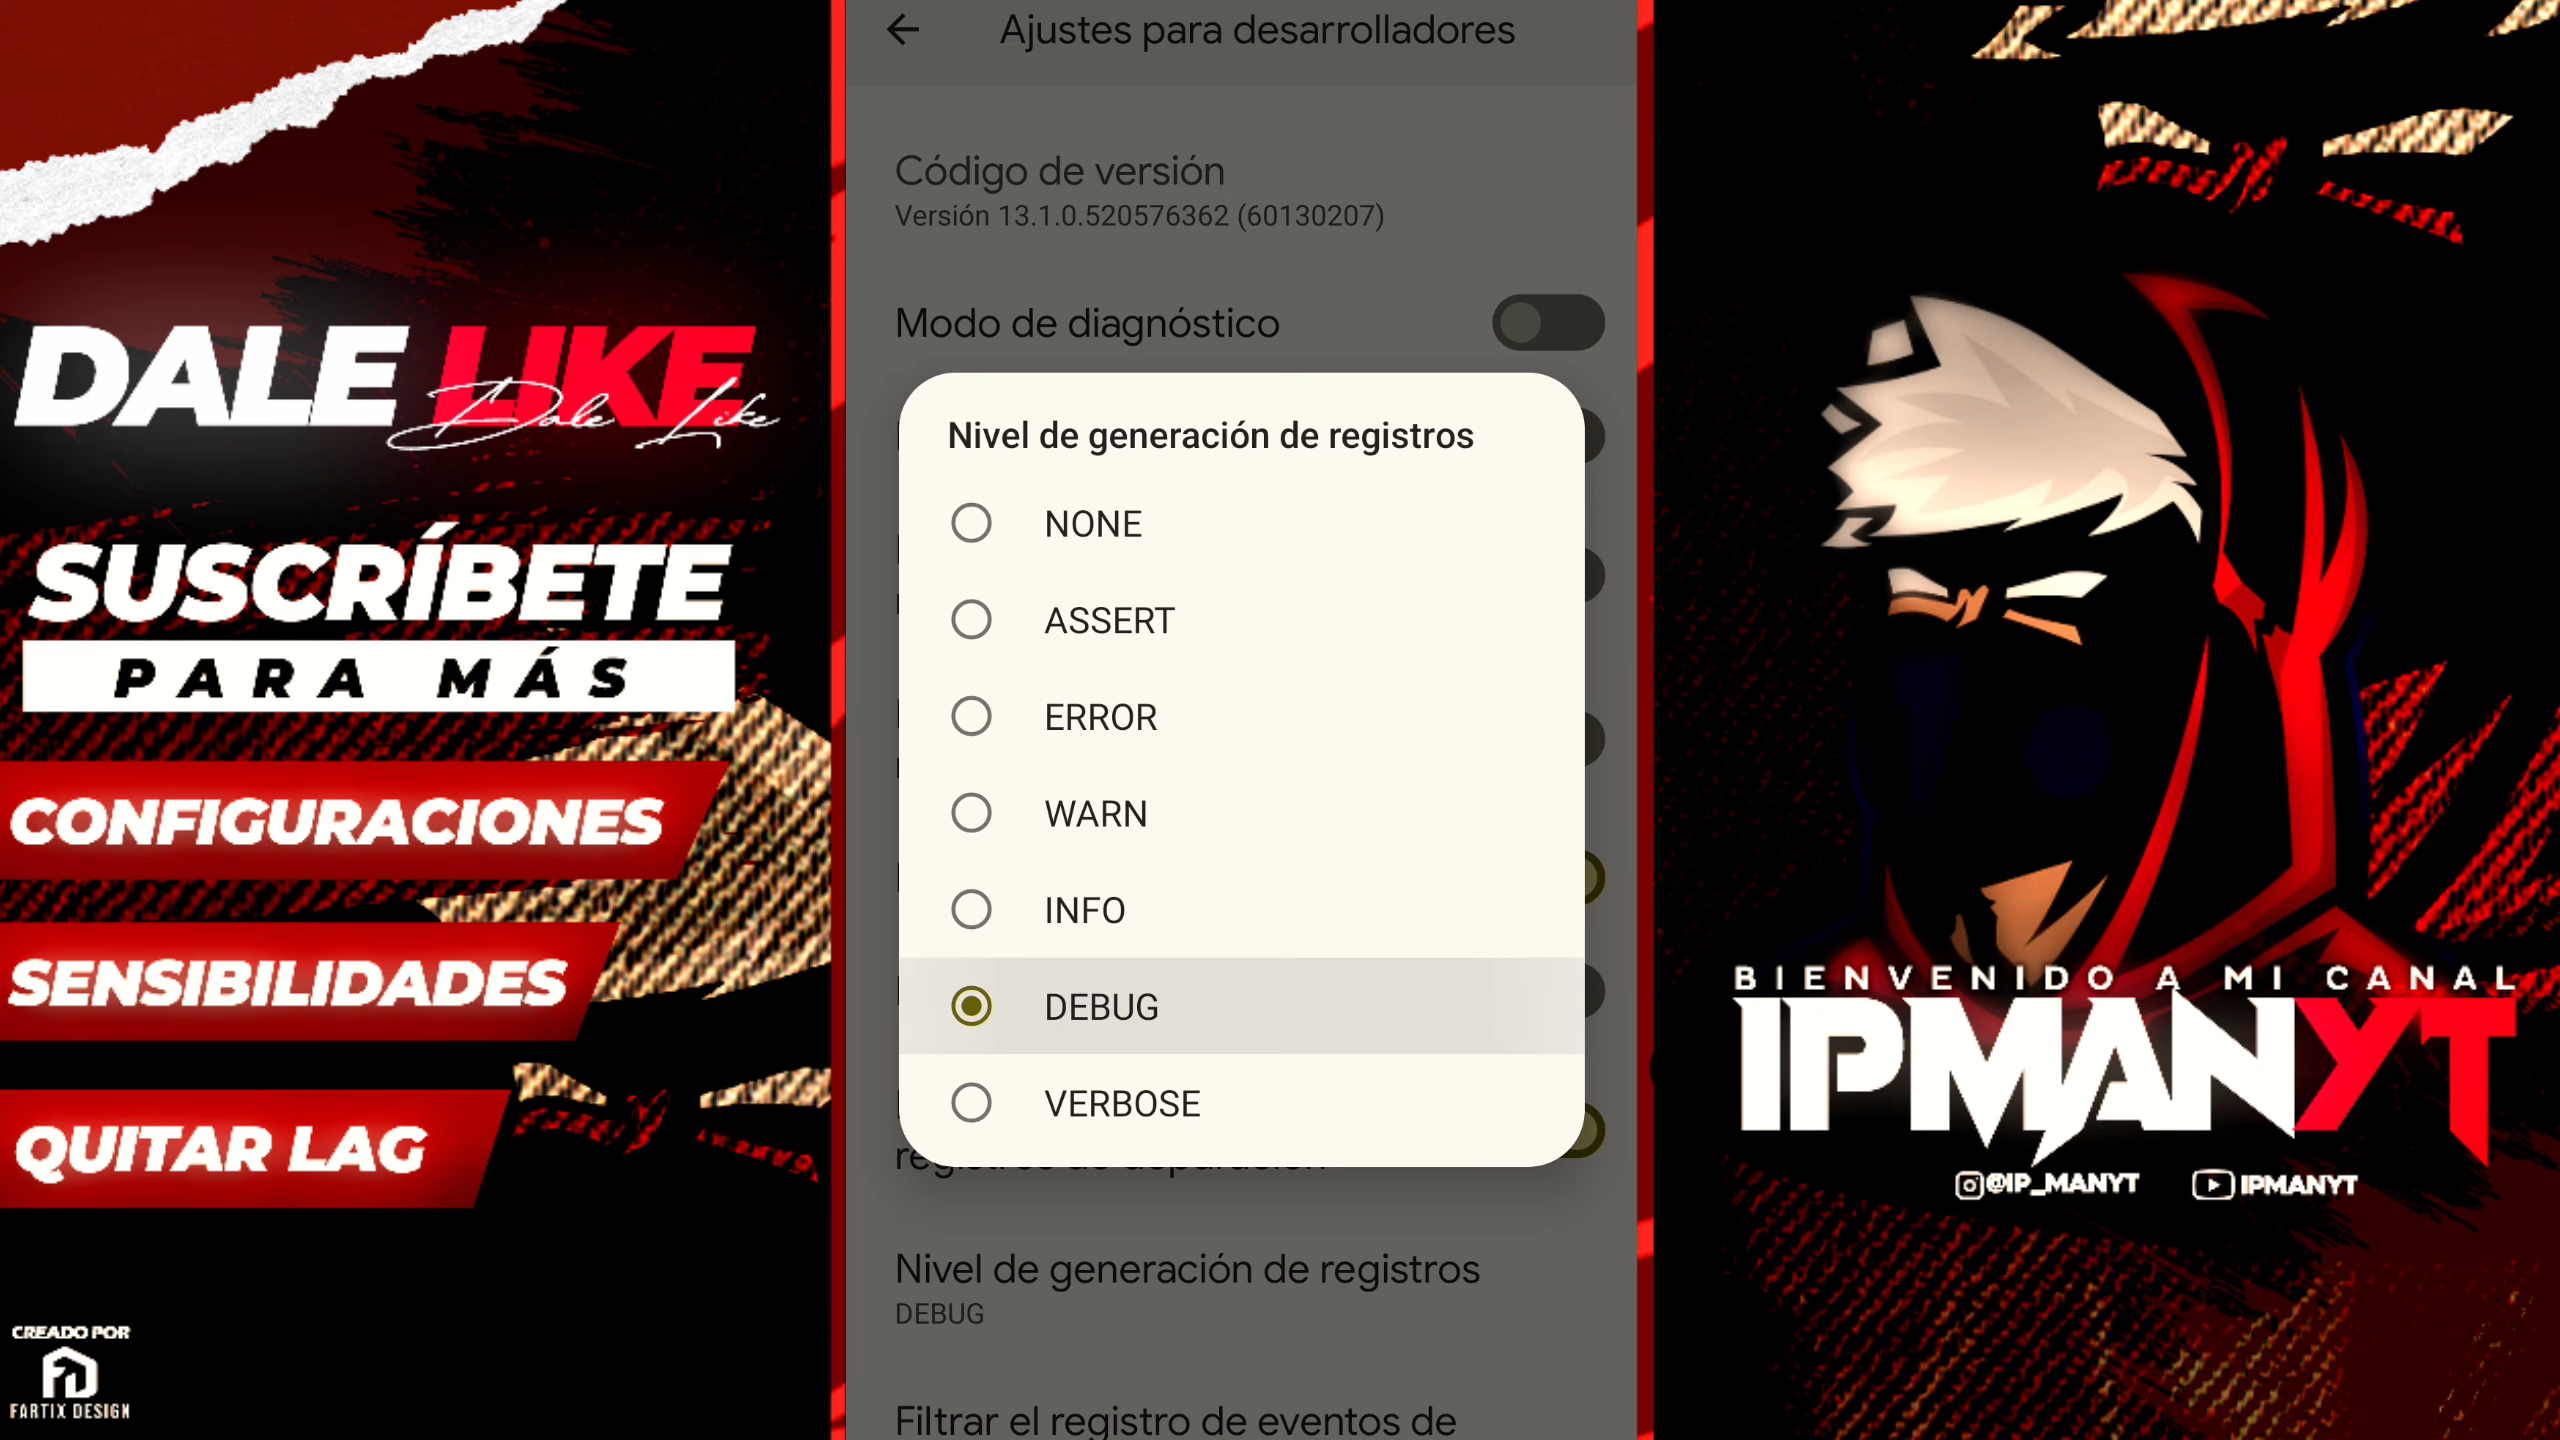 DALE LIKE
Dale Like
SUSCRÍBETE
PARA MÁS
CONFIGURACIONES
SENSIBILIDADES
QUITAR LAG
CREADO POR
FARTIX DESIGN
Ajustes para desarrolladores
Código de versión
Versión 13.1.0.520576362 (60130207)
Modo de diagnóstico
Nivel de generación de registros
NONE
ASSERT
ERROR
WARN
INFO
DEBUG
VERBOSE
registros de depuración
Nivel de generación de registros
DEBUG
Filtrar el registro de eventos de
BIENVENIDO A MI CANAL
IPMANYT
@IP_MANYT
IPMANYT